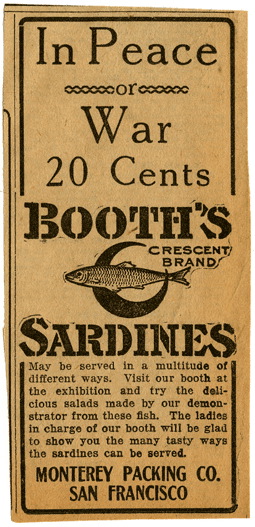 In Peace
or
War
20 Cents
BOOTH'S
CRESCENT
BRAND
SARDINES
May be served in a multitude of
different ways. Visit our booth at
the exhibition and try the deli-
cious salads made by our demon-
strator from these fish. The ladies
in charge of our booth will be glad
to show you the many tasty ways
the sardines can be served.
MONTEREY PACKING CO.
SAN FRANCISCO